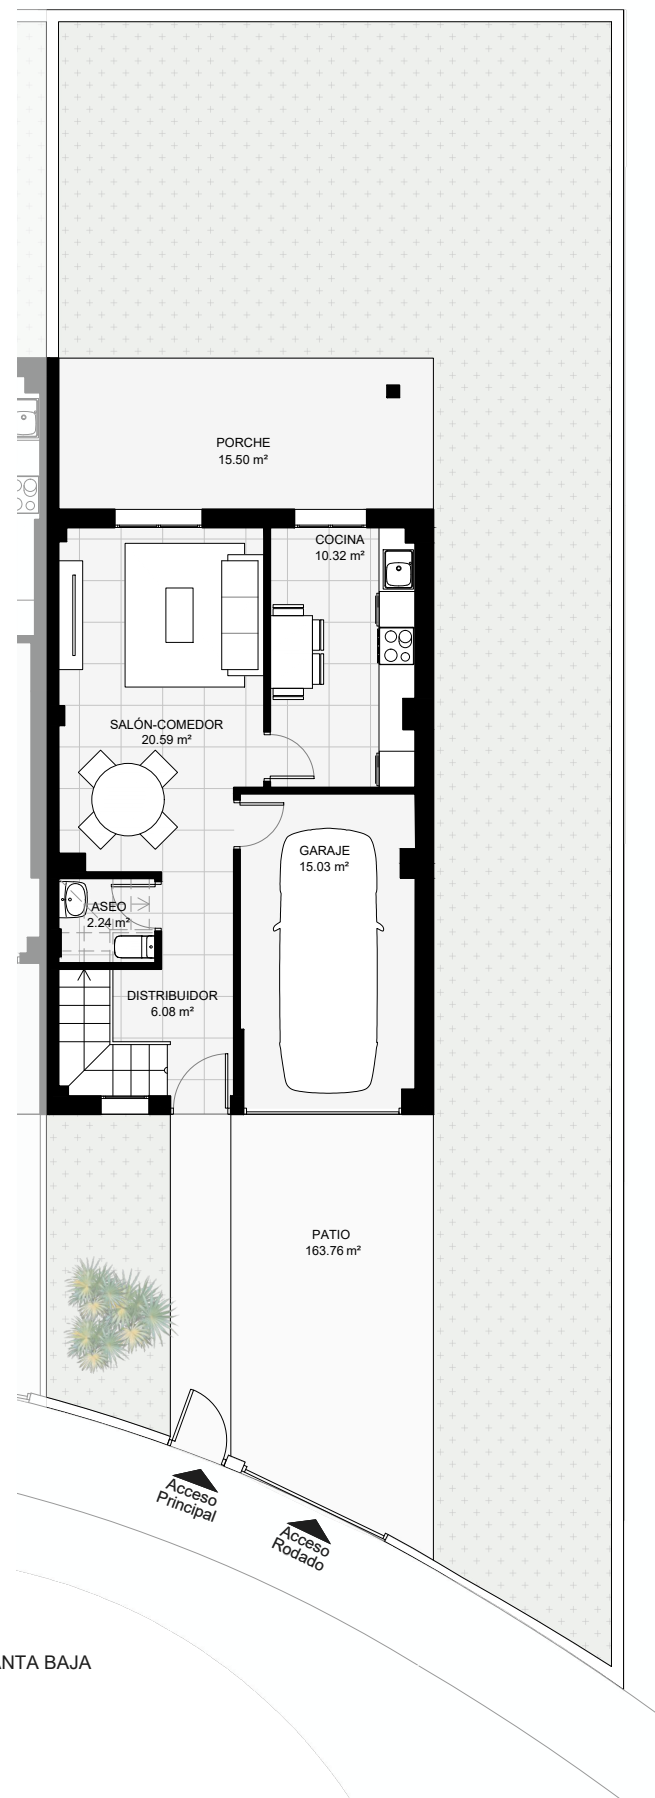 PORCHE
15.50 m²
COCINA
10.32 m²
SALÓN-COMEDOR
20.59 m²
GARAJE
15.03 m²
ASEO
2.24 m²
DISTRIBUIDOR
6.08 m²
PATIO
163.76 m²
Acceso
Principal
Acceso
Rodado
BAJA